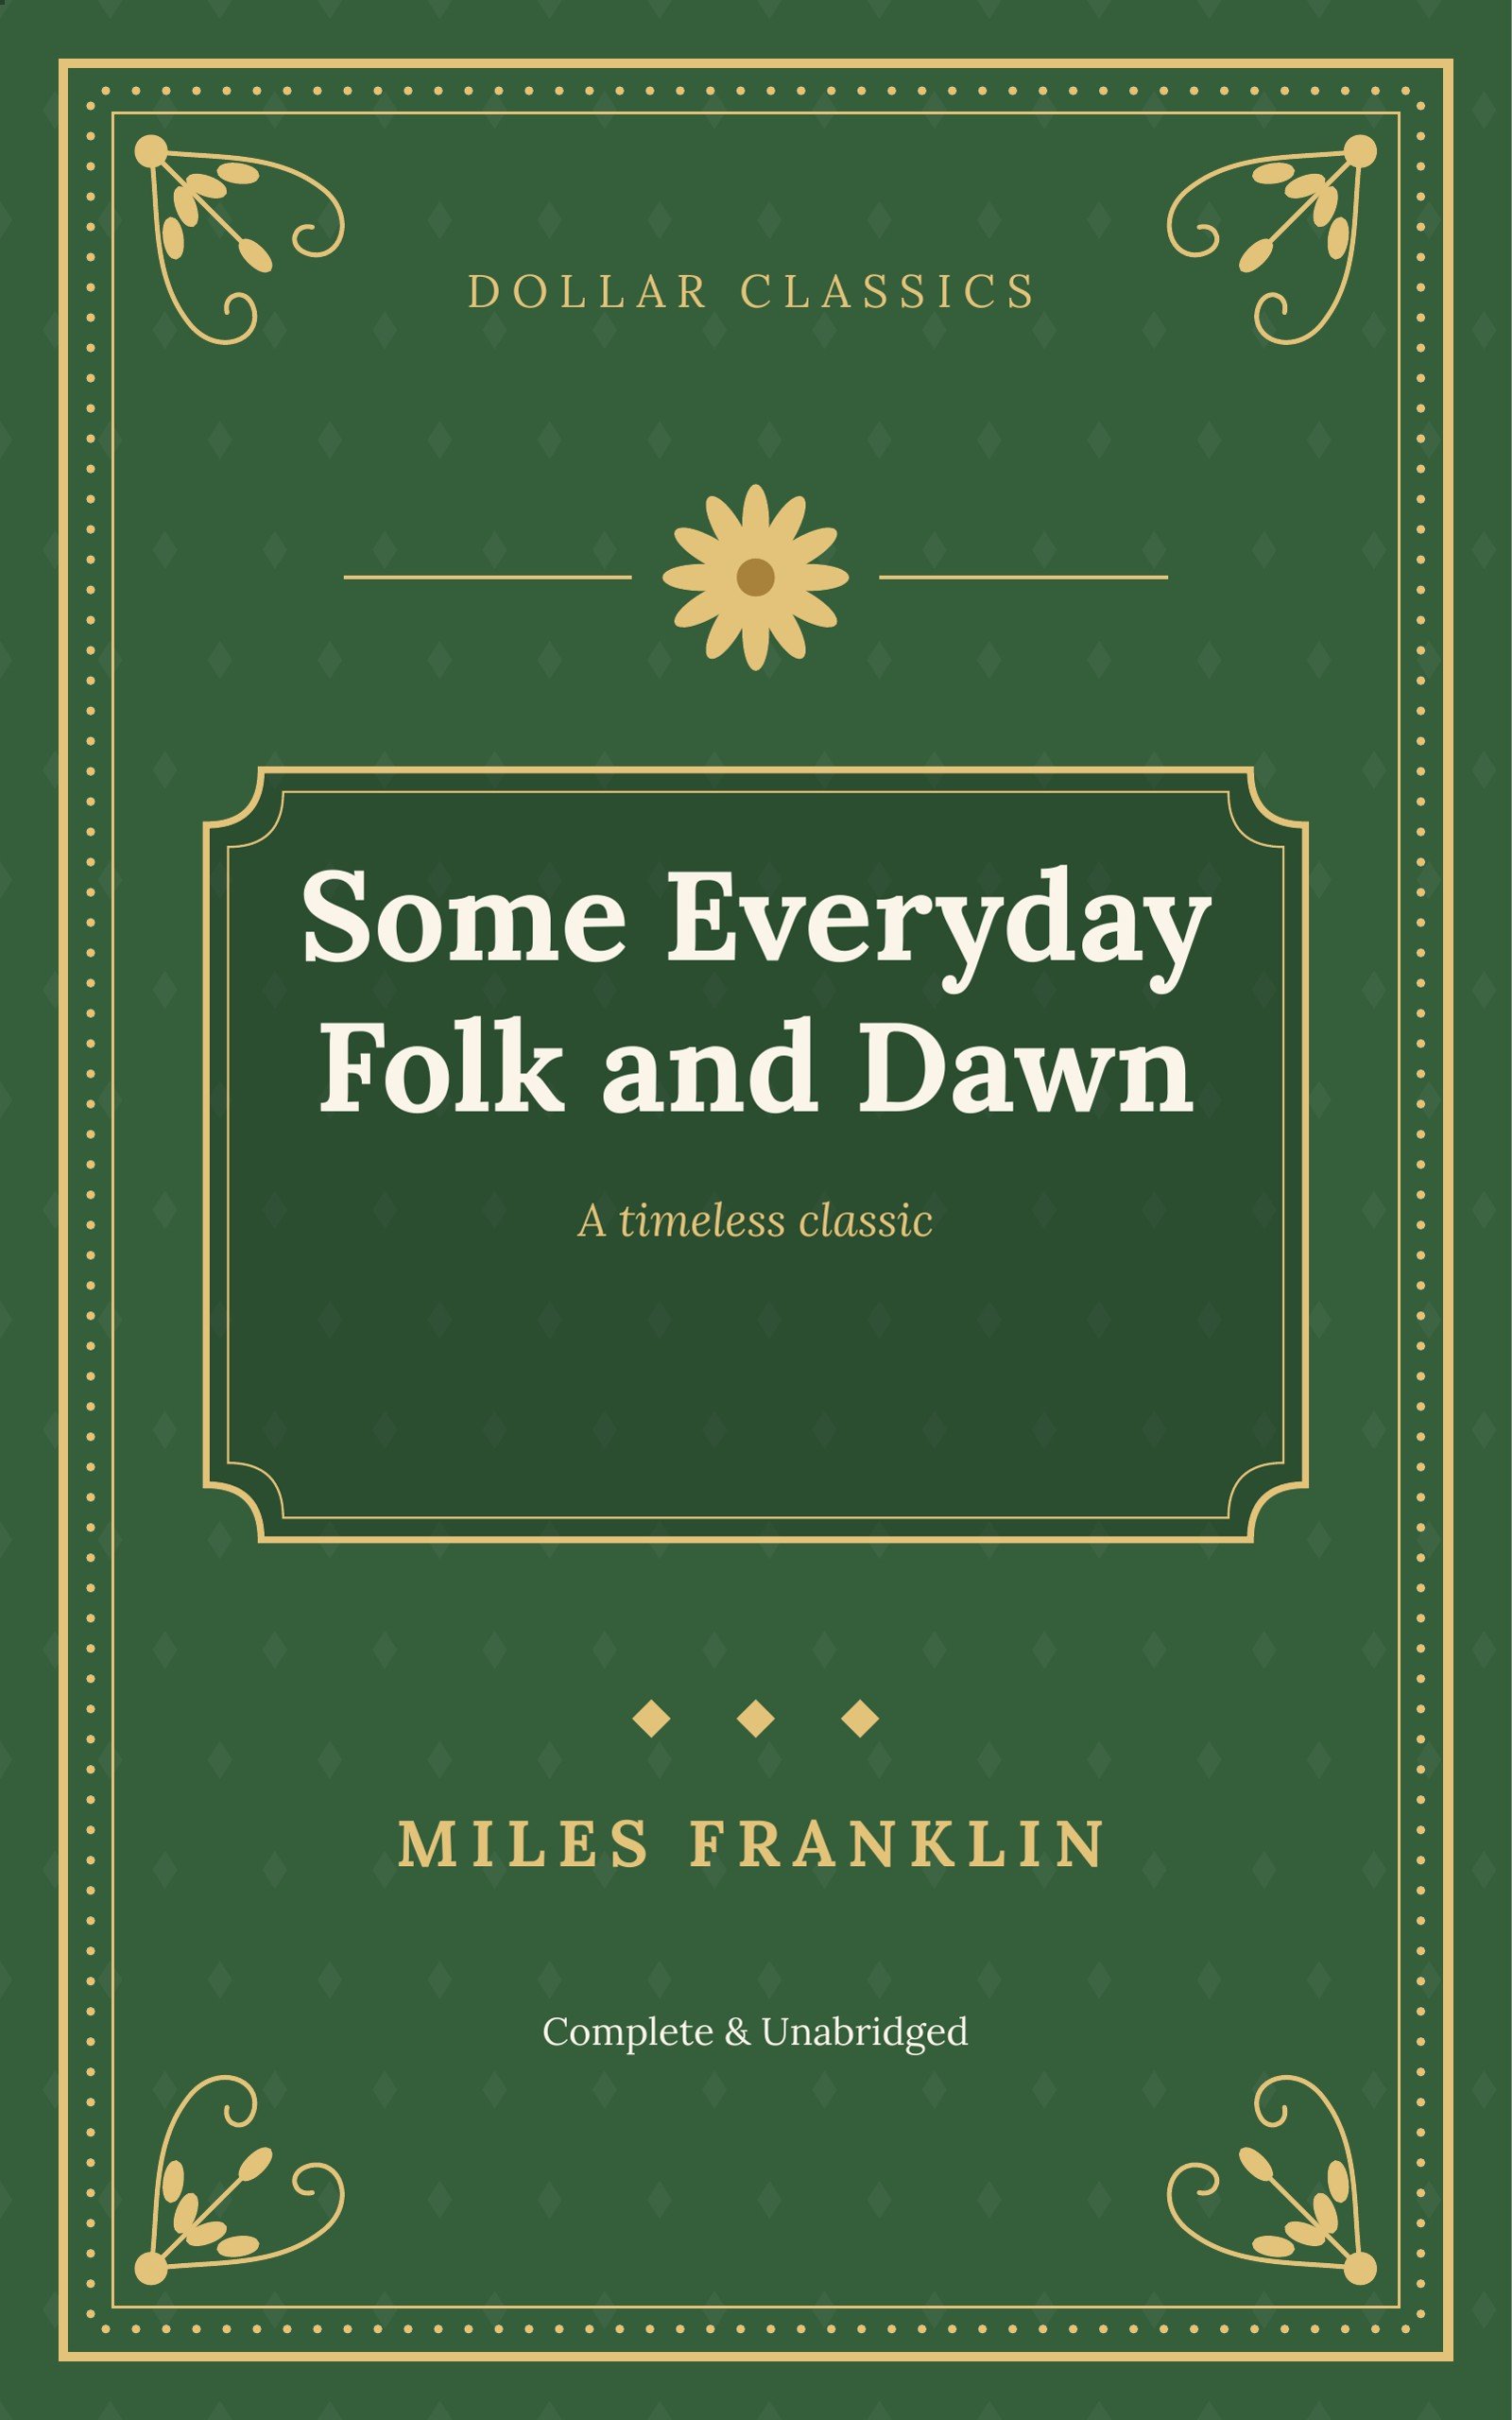 DOLLAR CLASSICS
Some Everyday
Folk and Dawn
A timeless classic
MILES FRANKLIN
Complete & Unabridged